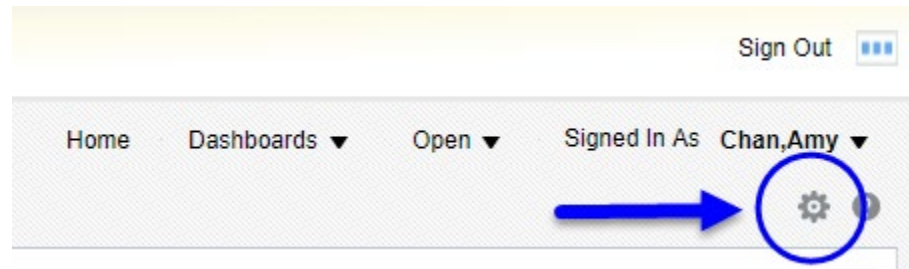 Sign Out
Home Dashboards ▼ Open ▼ Signed In As Chan,Amy ▼
?